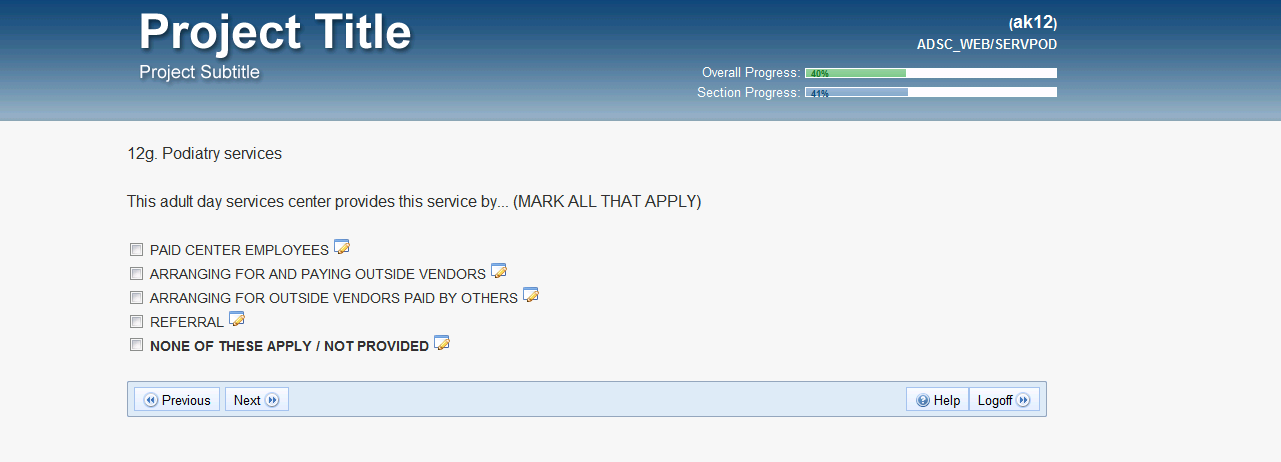 Project Title
(ak12)
ADSC_WEB/SERVPOD
Project Subtitle
Overall Progress: 40%
Section Progress: 41%
12g. Podiatry services
This adult day services center provides this service by... (MARK ALL THAT APPLY)
PAID CENTER EMPLOYEES
ARRANGING FOR AND PAYING OUTSIDE VENDORS
ARRANGING FOR OUTSIDE VENDORS PAID BY OTHERS
REFERRAL
NONE OF THESE APPLY / NOT PROVIDED
Previous Next Help Logoff